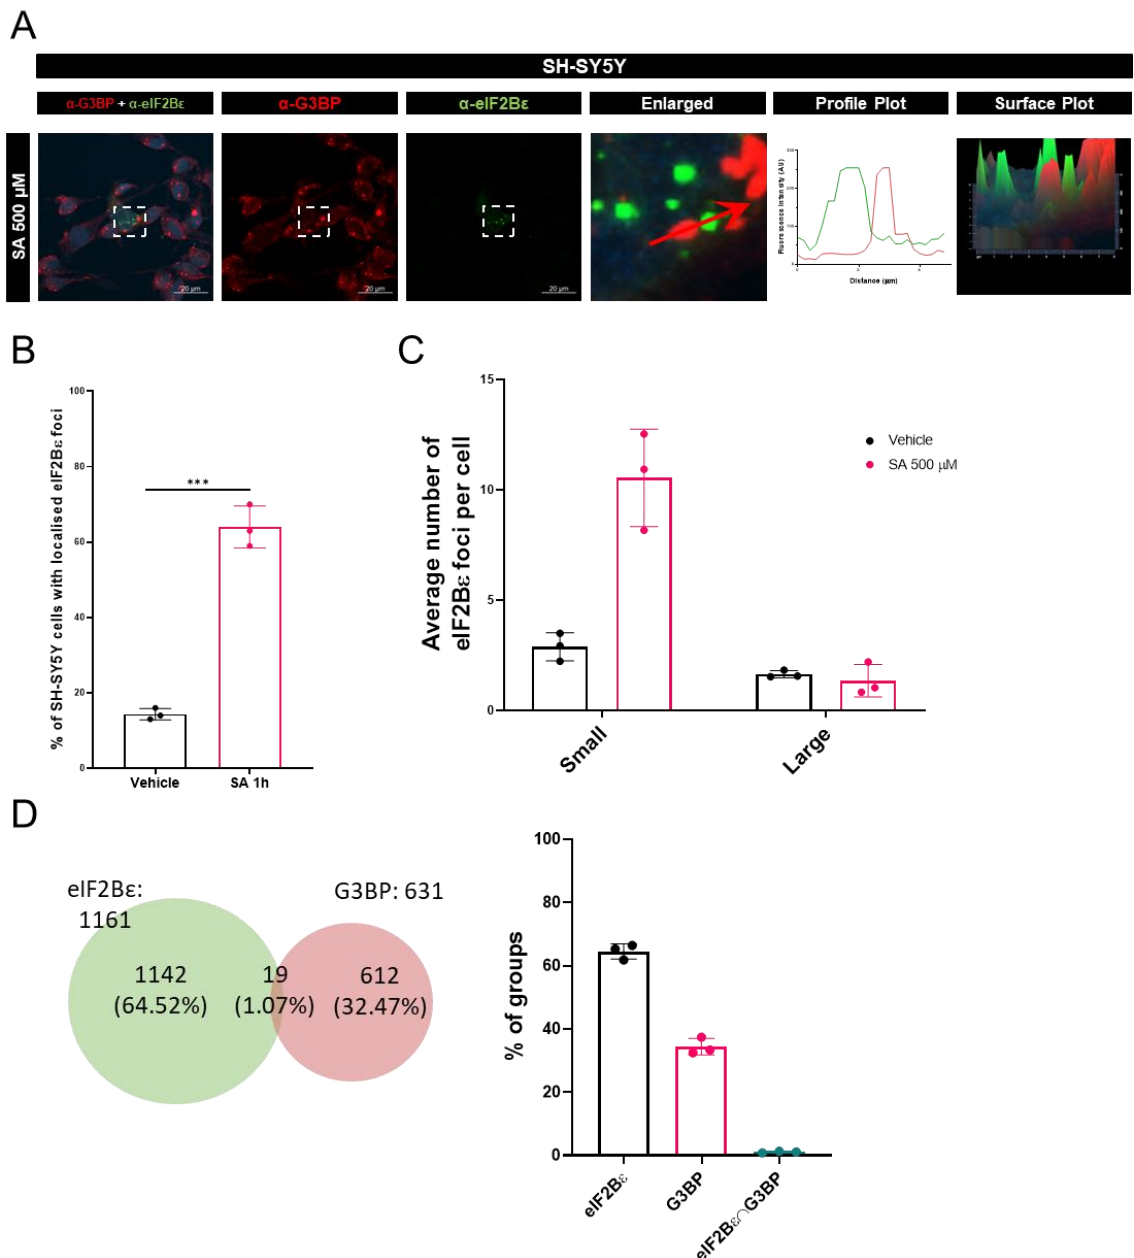 A
SH-SY5Y
α-G3BP + α-eIF2Bε
α-G3BP
α-eIF2Bε
Enlarged
Profile Plot
Surface Plot
SA 500 µM
20 µm
20 µm
20 µm
Fluorescence Intensity (AU)
Distance (µm)
B
% of SH-SY5Y cells with localised eIF2Bε foci
100
80
60
40
20
0
***
Vehicle
SA 1h
C
Average number of
eIF2Bε foci per cell
15
10
5
0
Small
Large
Vehicle
SA 500 µM
D
eIF2Bε:
1161
G3BP: 631
1142
(64.52%)
19
(1.07%)
612
(32.47%)
% of groups
100
80
60
40
20
0
eIF2Bε
G3BP
eIF2Bε∩G3BP